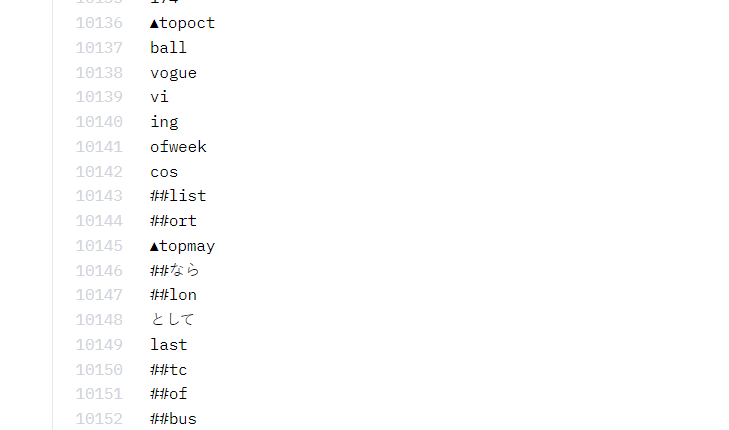 10136 ▲topoct
10137 ball
10138 vogue
10139 vi
10140 ing
10141 ofweek
10142 cos
10143 ##list
10144 ##ort
10145 ▲topmay
10146 ##なら
10147 ##lon
10148 として
10149 last
10150 ##tc
10151 ##of
10152 ##bus